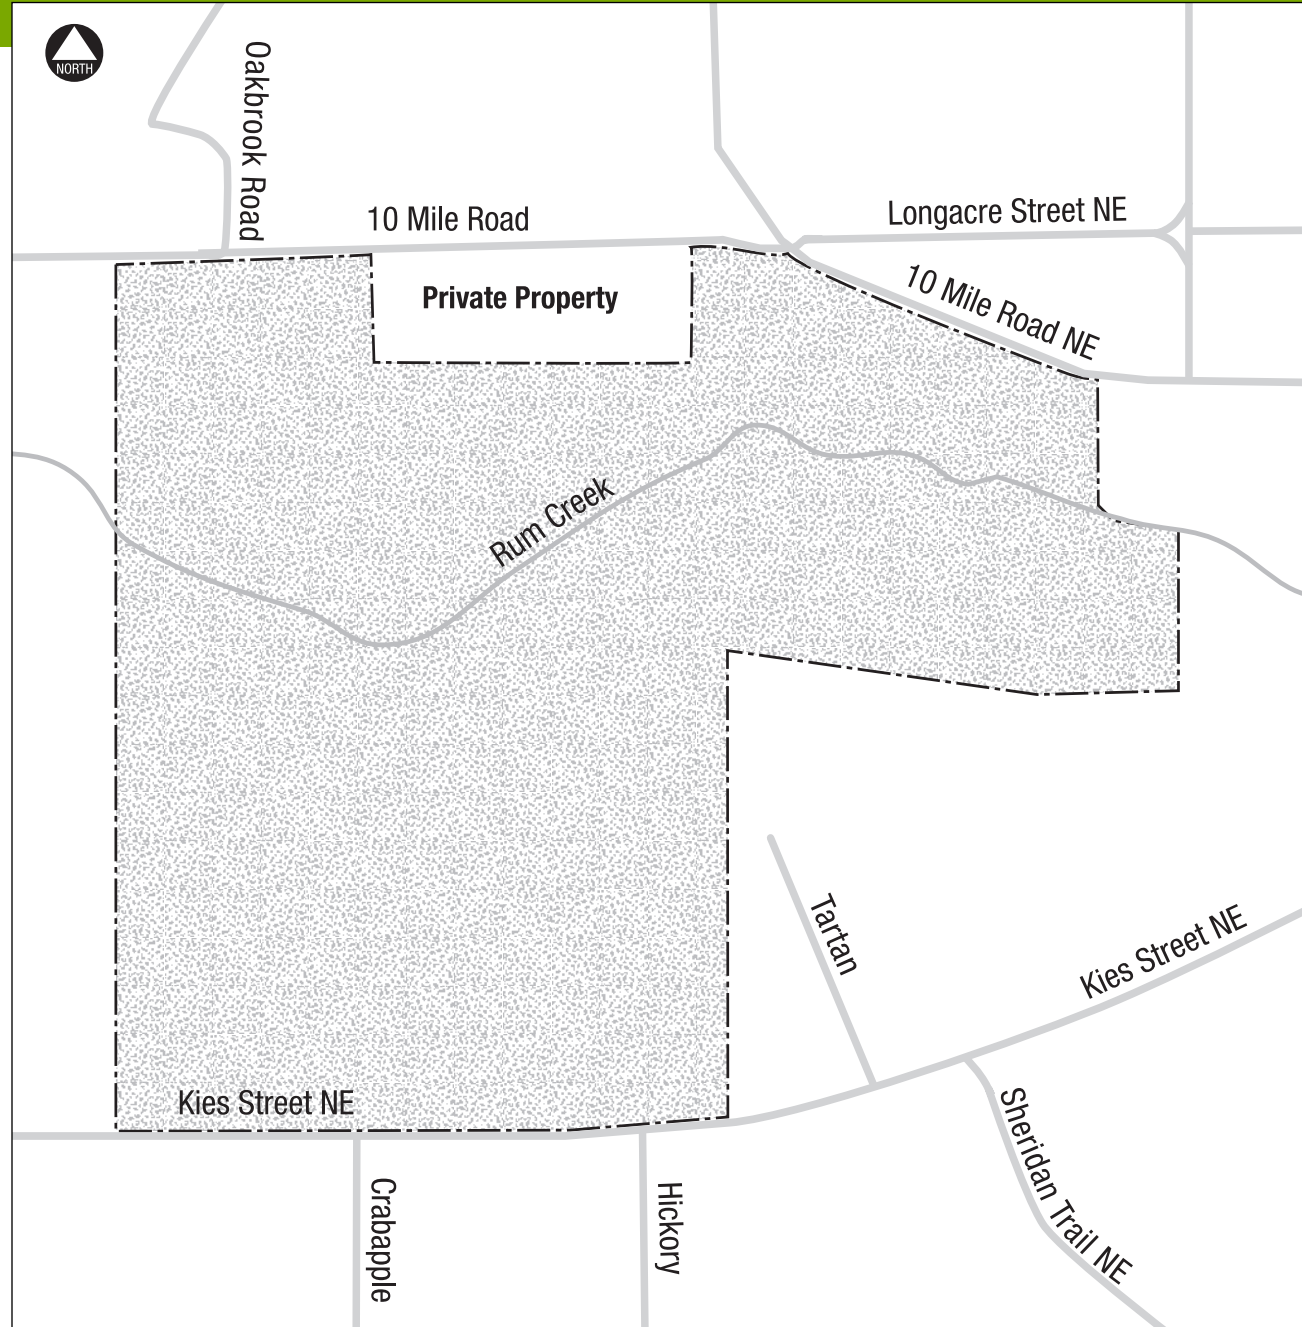 NORTH
Oakbrook Road
10 Mile Road
Longacre Street NE
10 Mile Road NE
Private Property
Rum Creek
Tartan
Kies Street NE
Kies Street NE
Sheridan Trail NE
Crabapple
Hickory